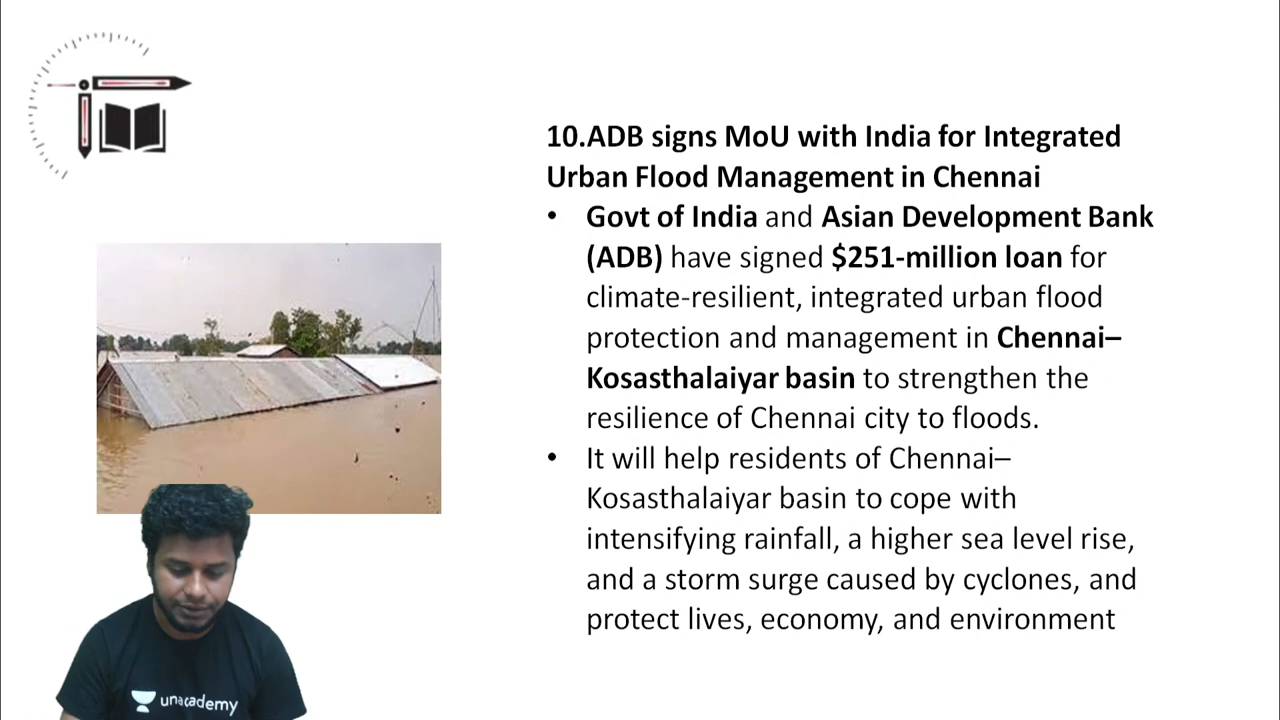 10.ADB signs MoU with India for Integrated
Urban Flood Management in Chennai
• Govt of India and Asian Development Bank
(ADB) have signed $251-million loan for
climate-resilient, integrated urban flood
protection and management in Chennai–
Kosasthalaiyar basin to strengthen the
resilience of Chennai city to floods.
• It will help residents of Chennai–
Kosasthalaiyar basin to cope with
intensifying rainfall, a higher sea level rise,
and a storm surge caused by cyclones, and
protect lives, economy, and environment
unacademy